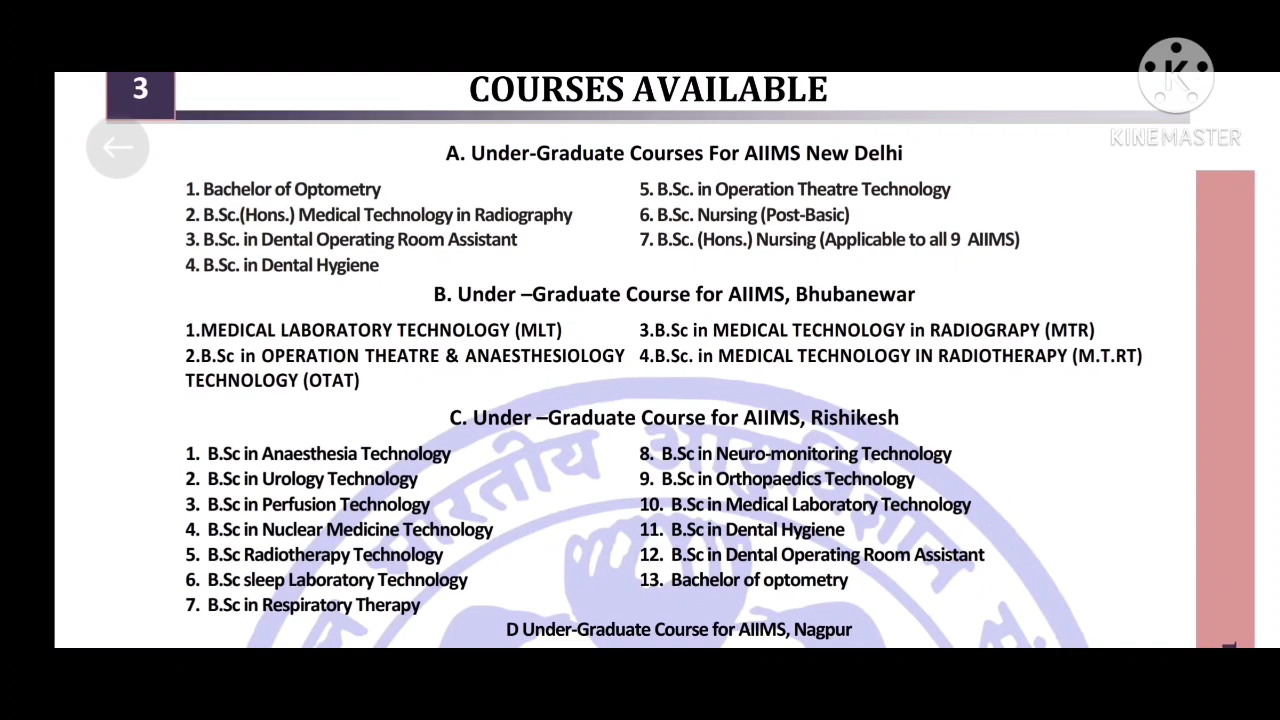 3
COURSES AVAILABLE
KINEMASTER
A. Under-Graduate Courses For AIIMS New Delhi
1. Bachelor of Optometry
2. B.Sc.(Hons.) Medical Technology in Radiography
3. B.Sc. in Dental Operating Room Assistant
4. B.Sc. in Dental Hygiene
5. B.Sc. in Operation Theatre Technology
6. B.Sc. Nursing (Post-Basic)
7. B.Sc. (Hons.) Nursing (Applicable to all 9 AIIMS)
B. Under –Graduate Course for AIIMS, Bhubanewar
1.MEDICAL LABORATORY TECHNOLOGY (MLT)
2.B.Sc in OPERATION THEATRE & ANAESTHESIOLOGY
TECHNOLOGY (OTAT)
3.B.Sc in MEDICAL TECHNOLOGY in RADIOGRAPY (MTR)
4.B.Sc. in MEDICAL TECHNOLOGY IN RADIOTHERAPY (M.T.RT)
C. Under –Graduate Course for AIIMS, Rishikesh
1. B.Sc in Anaesthesia Technology
2. B.Sc in Urology Technology
3. B.Sc in Perfusion Technology
4. B.Sc in Nuclear Medicine Technology
5. B.Sc Radiotherapy Technology
6. B.Sc sleep Laboratory Technology
7. B.Sc in Respiratory Therapy
8. B.Sc in Neuro-monitoring Technology
9. B.Sc in Orthopaedics Technology
10. B.Sc in Medical Laboratory Technology
11. B.Sc in Dental Hygiene
12. B.Sc in Dental Operating Room Assistant
13. Bachelor of optometry
D Under-Graduate Course for AIIMS, Nagpur
भारतीय आयुर्विज्ञान